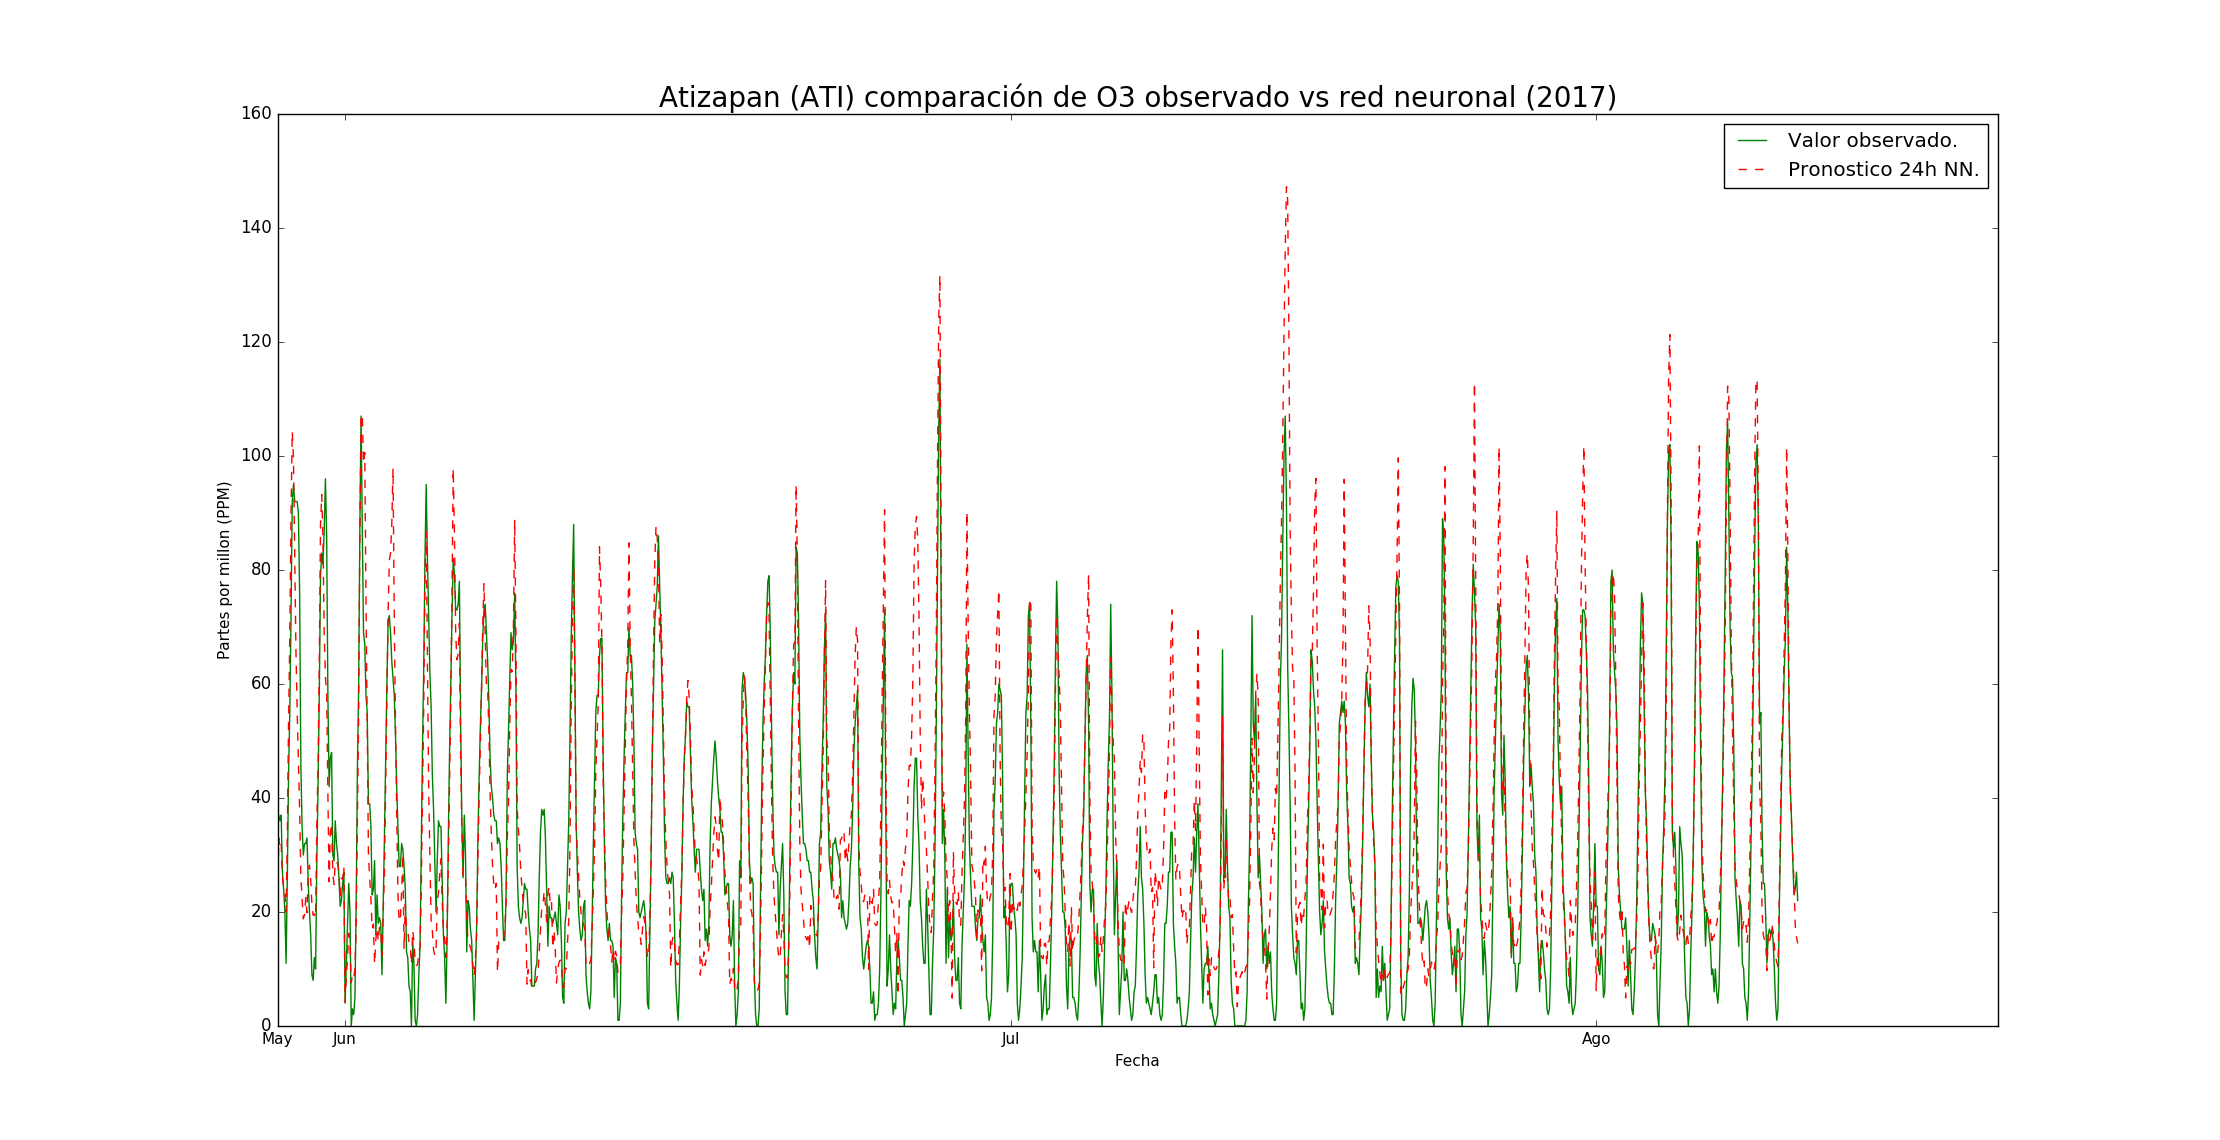 Atizapan (ATI) comparación de O3 observado vs red neuronal (2017)
160
140
120
100
80
60
40
20
0
Partes por millon (PPM)
Valor observado.
Pronostico 24h NN.
May
Jun
Jul
Ago
Fecha